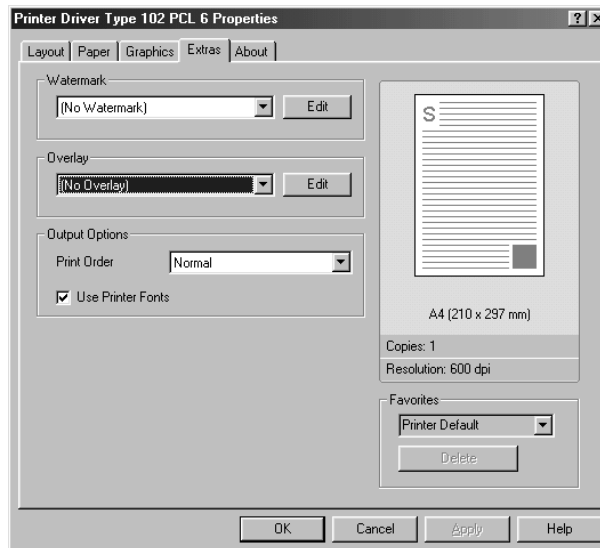 Printer Driver Type 102 PCL 6 Properties
Layout Paper Graphics Extras About
Watermark
(No Watermark) Edit
Overlay
(No Overlay) Edit
Output Options
Print Order Normal
Use Printer Fonts
S
A4 (210 x 297 mm)
Copies: 1
Resolution: 600 dpi
Favorites
Printer Default
Delete
OK Cancel Apply Help